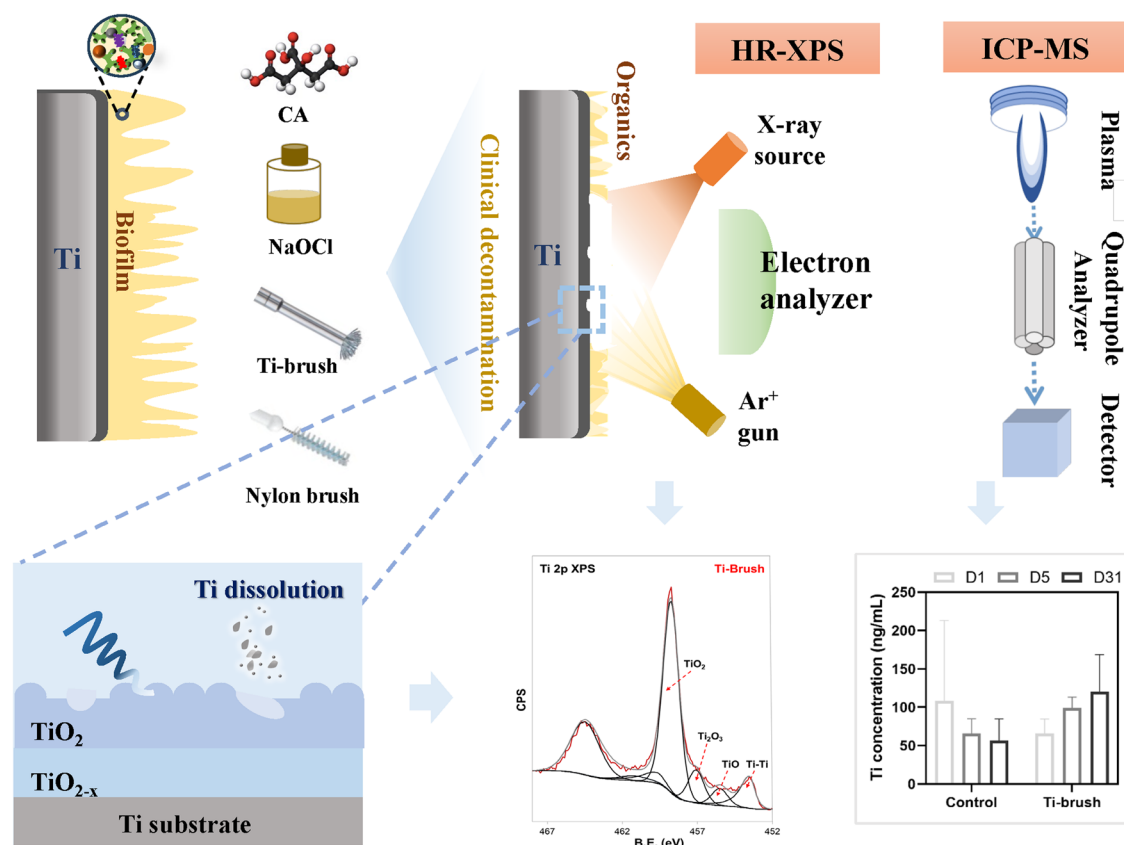 HR-XPS
ICP-MS
Ti
Biofilm
CA
NaOCl
Ti-brush
Nylon brush
Clinical decontamination
Organics
Ti
X-ray
source
Electron
analyzer
Ar⁺
gun
Plasma
Quadrupole
Analyzer
Detector
Ti dissolution
TiO₂
TiO₂₋ₓ
Ti substrate
Ti 2p XPS
Ti-Brush
TiO₂
Ti₂O₃
TiO
Ti-Ti
CPS
467
462
457
452
B.E. (eV)
D1
D5
D31
Ti concentration (ng/mL)
250
200
150
100
50
0
Control
Ti-brush